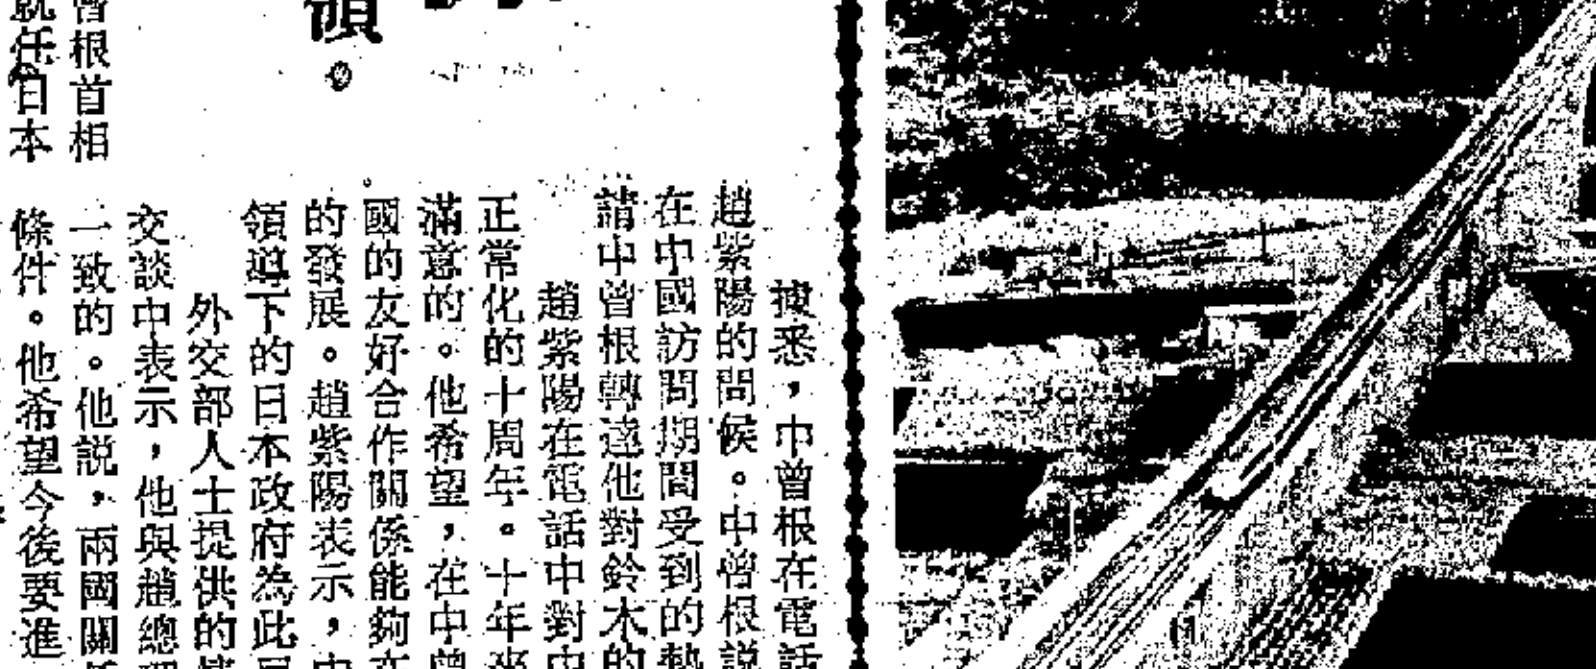 領。
據悉，中曾根在電話
趙紫陽的問候。中曾根説
在中國訪問期間受到的熱
請中曾根轉達他對鈴木的
趙紫陽在電話中對中
正常化的十周年。十年來
滿意的。他希望，在中曾
國的友好合作關係能夠在
的發展。趙紫陽表示，中
領導下的日本政府為此
外交部人士提供的情
交談中表示，他與趙總理
一致的。他説，兩國關係
條件。他希望今後要進
曾根首相
就任日本